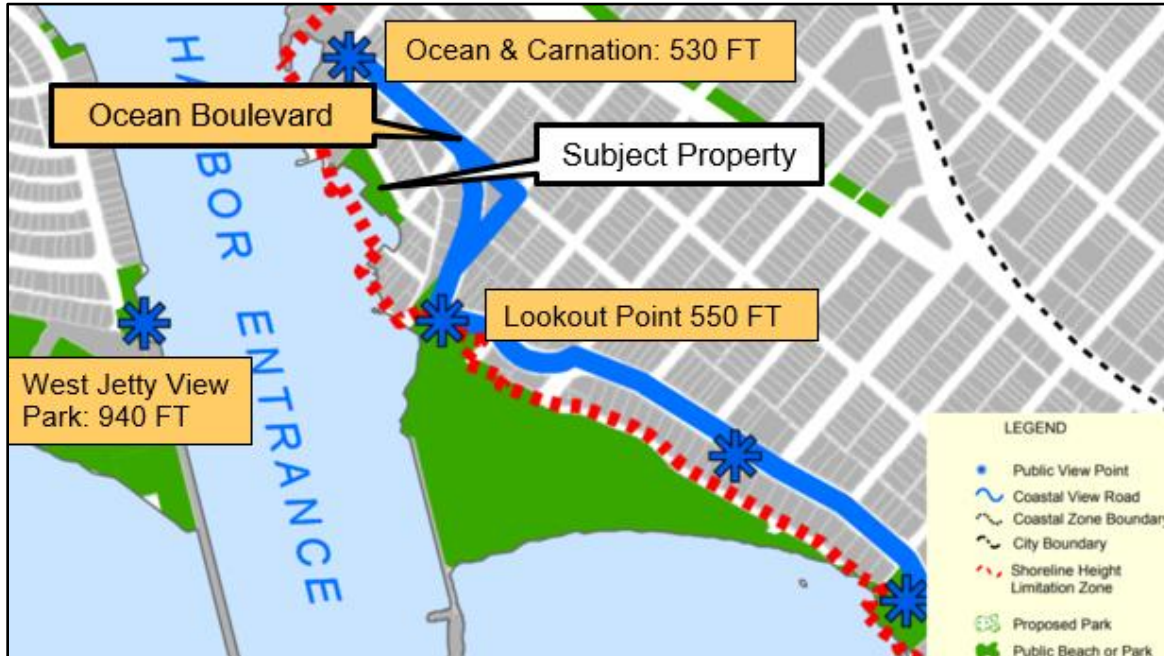 Ocean & Carnation: 530 FT
Ocean Boulevard
Subject Property
HARBOR ENTRANCE
Lookout Point 550 FT
West Jetty View
Park: 940 FT
LEGEND
Public View Point
Coastal View Road
Coastal Zone Boundary
City Boundary
Shoreline Height
Limitation Zone
Proposed Park
Public Beach or Park